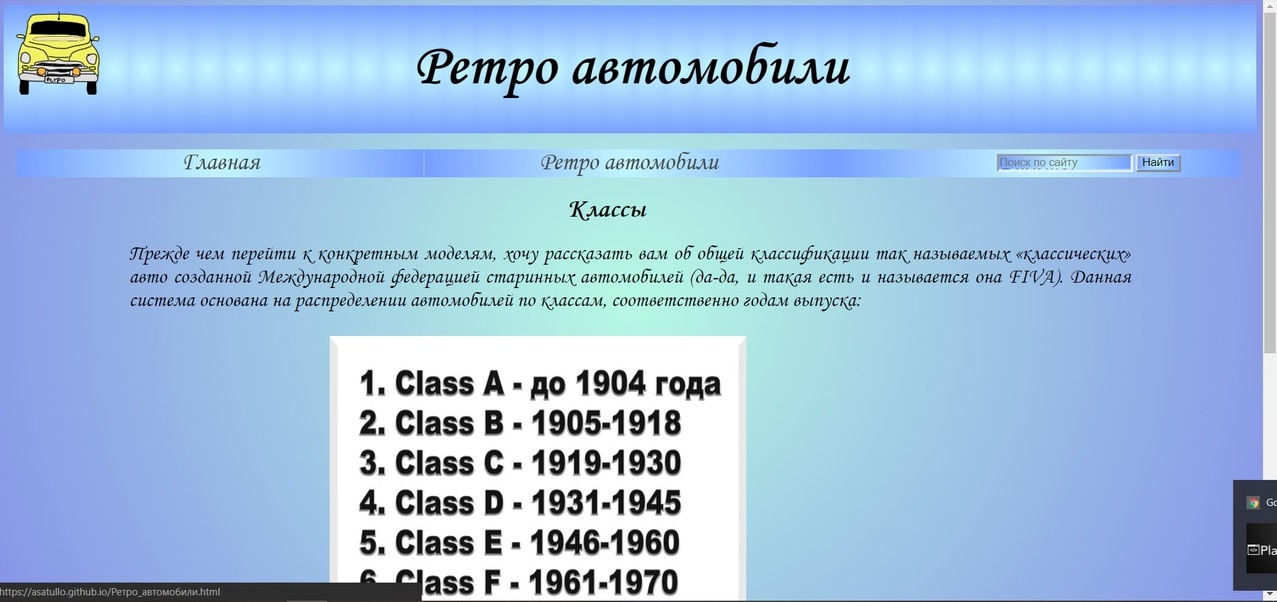 Ретро автомобили
Главная
Ретро автомобили
Поиск по сайту
Найти
Классы
Прежде чем перейти к конкретным моделям, хочу рассказать вам об общей классификации так называемых «классических»
авто созданной Международной федерацией старинных автомобилей (да-да, и такая есть и называется она FIVA). Данная
система основана на распределении автомобилей по классам, соответственно годам выпуска:
1. Class A - до 1904 года
2. Class B - 1905-1918
3. Class C - 1919-1930
4. Class D - 1931-1945
5. Class E - 1946-1960
6. Class F - 1961-1970
https://asatullo.github.io/Ретро_автомобили.html